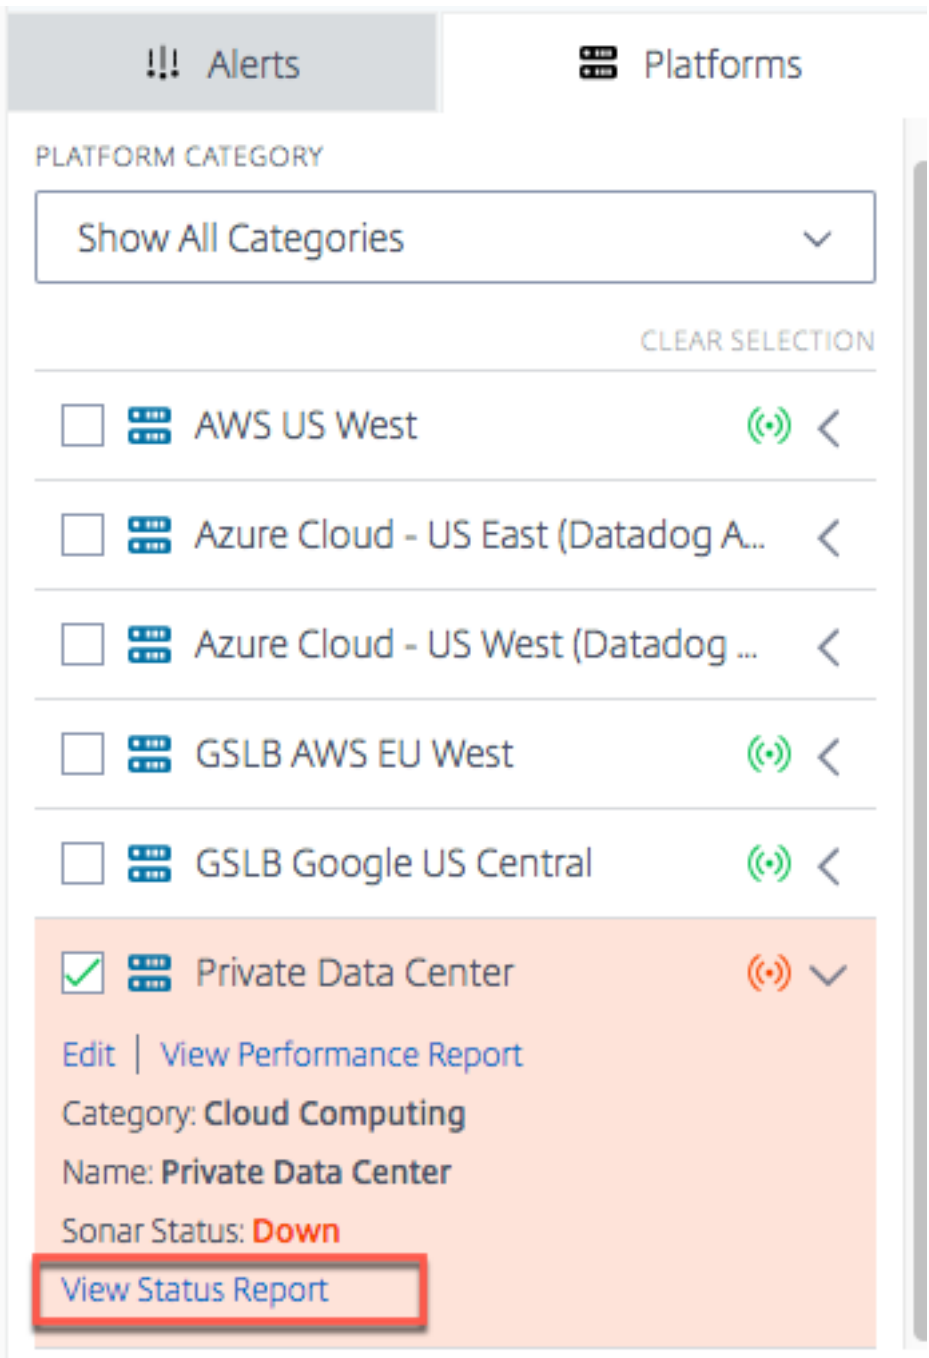 Alerts
Platforms
PLATFORM CATEGORY
Show All Categories
CLEAR SELECTION
AWS US West
Azure Cloud - US East (Datadog A...
Azure Cloud - US West (Datadog ...
GSLB AWS EU West
GSLB Google US Central
Private Data Center
Edit | View Performance Report
Category: Cloud Computing
Name: Private Data Center
Sonar Status: Down
View Status Report